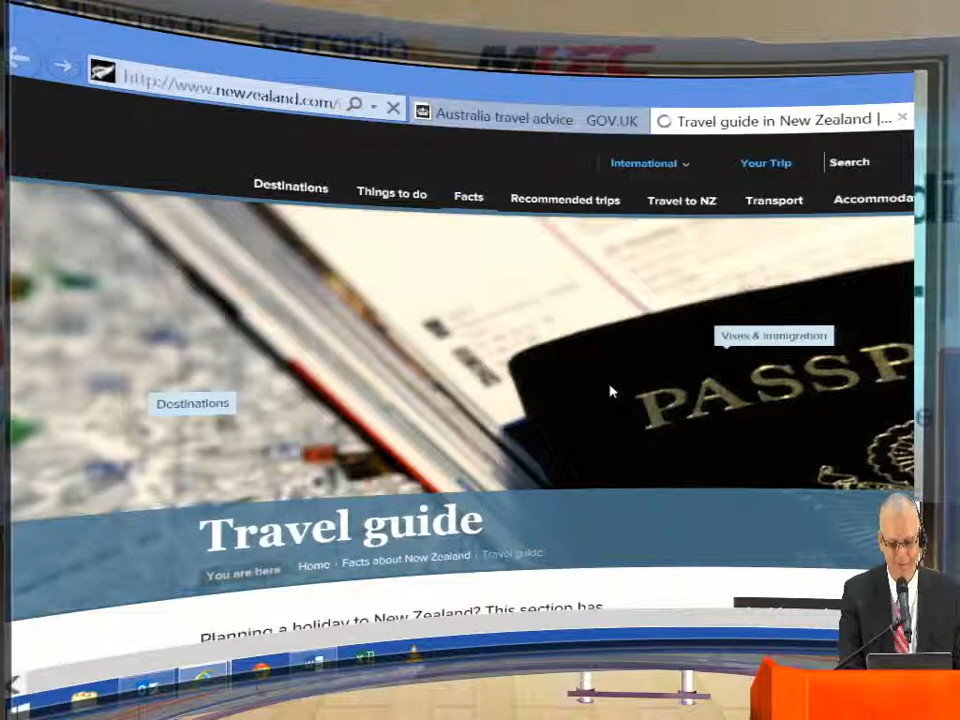 terrapinn
http://www.newzealand.com/
Australia travel advice GOV.UK
Travel guide in New Zealand |...
International
Your Trip
Search
Destinations
Things to do
Facts
Recommended trips
Travel to NZ
Transport
Accommoda
Visas & immigration
PASSP
Destinations
Travel guide
You are here Home Facts about New Zealand Travel guide
Planning a holiday to New Zealand? This section has